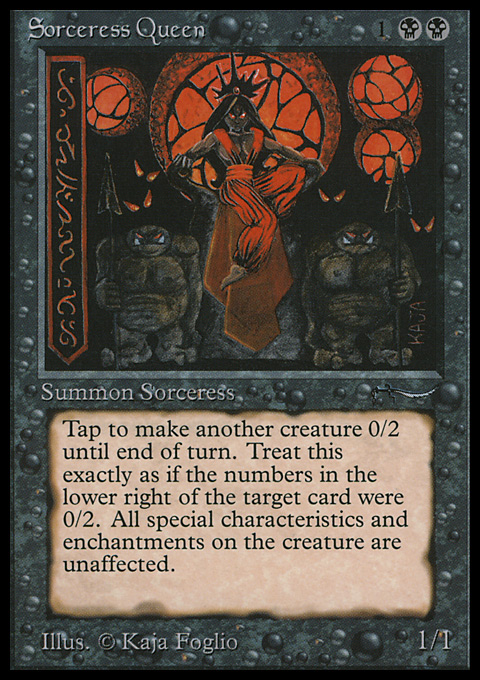 Sorceress Queen 1
KAJA
Summon Sorceress
Tap to make another creature 0/2
until end of turn. Treat this
exactly as if the numbers in the
lower right of the target card were
0/2. All special characteristics and
enchantments on the creature are
unaffected.
Illus. © Kaja Foglio 1/1